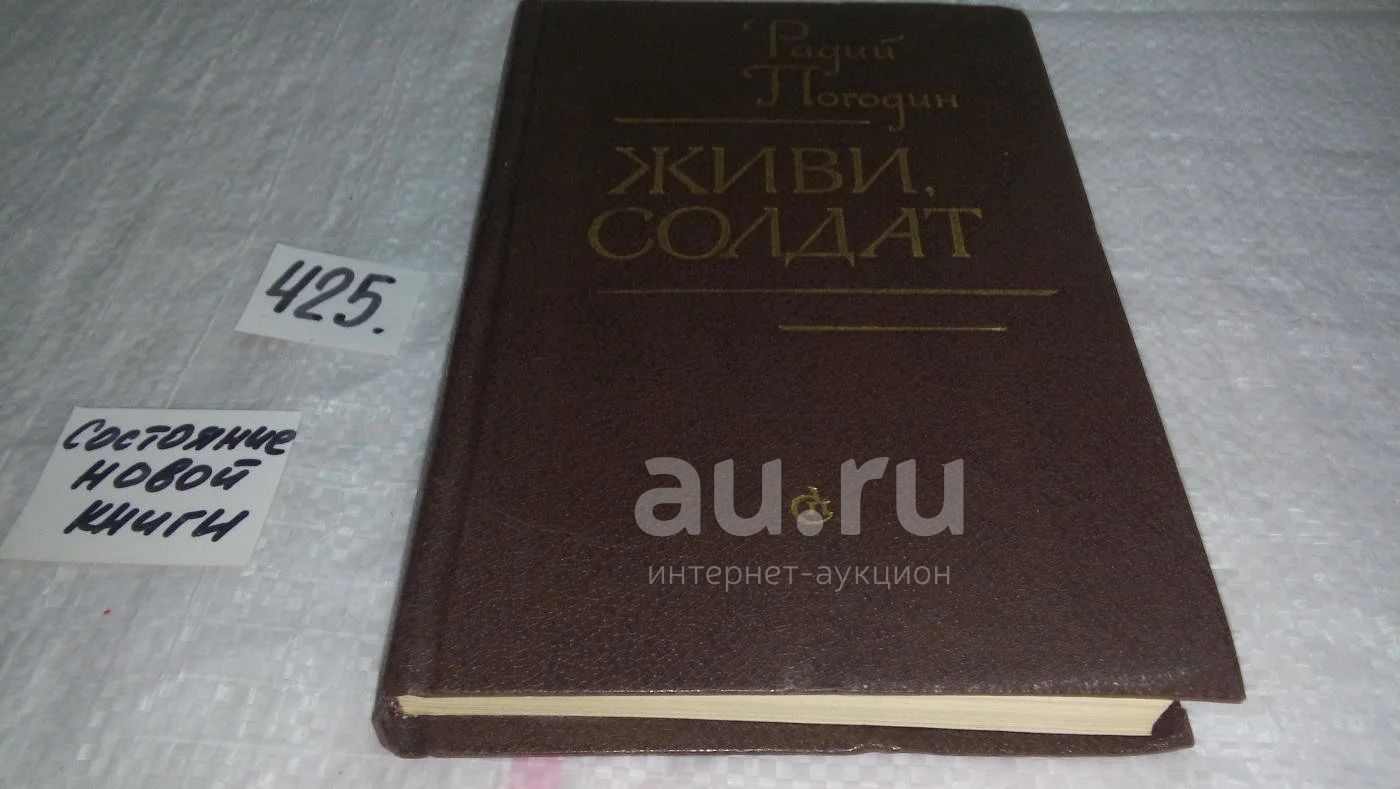 Радий
Погодин
ЖИВИ,
СОЛДАТ
425.
Состояние
новой
книги
au.ru
интернет-аукцион